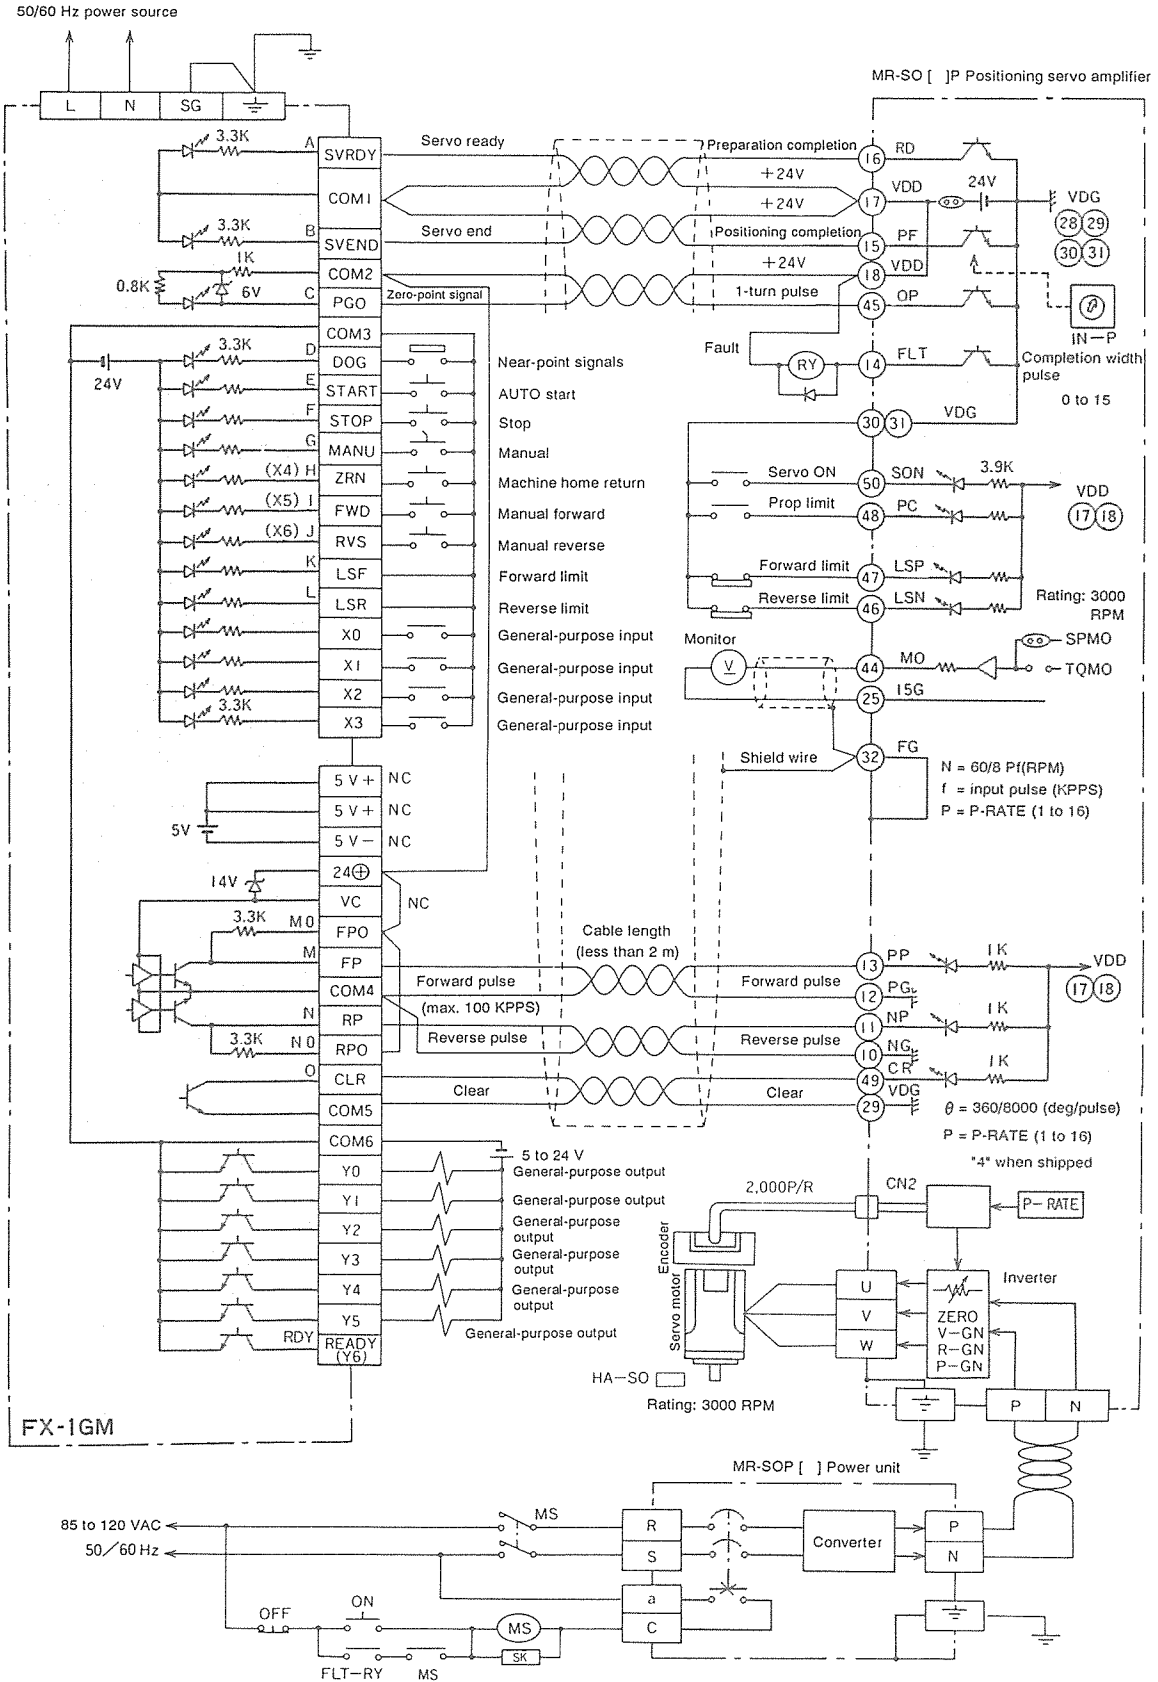 50/60 Hz power source
L N SG
MR-SO [ ]P Positioning servo amplifier
3.3K A SVRDY Servo ready Preparation completion 16 RD
COM1 +24V 17 VDD 24V VDG
+24V 28 29
3.3K B SVEND Servo end Positioning completion 15 PF 30 31
1K COM2 +24V 18 VDD
0.8K 6V C PGO Zero-point signal 1-turn pulse 45 OP
IN-P
COM3
24V 3.3K D DOG Near-point signals Fault RY 14 FLT Completion width
pulse
0 to 15
E START AUTO start
F STOP Stop 30 31 VDG
G MANU Manual
(X4) H ZRN Machine home return Servo ON 50 SON 3.9K VDD
17 18
(X5) I FWD Manual forward Prop limit 48 PC
(X6) J RVS Manual reverse
K LSF Forward limit Forward limit 47 LSP
L LSR Reverse limit Reverse limit 46 LSN Rating: 3000
RPM
X0 General-purpose input
Monitor V 44 MO SPMO
TQMO
X1 General-purpose input
X2 General-purpose input 25 15G
3.3K X3 General-purpose input
Shield wire 32 FG
N = 60/8 Pf(RPM)
f = input pulse (KPPS)
P = P-RATE (1 to 16)
5V
5V+ NC
5V+ NC
5V- NC
14V 24⊕
VC NC
3.3K M0 FPO
Cable length
(less than 2 m)
M FP Forward pulse Forward pulse 13 PP 1K VDD
17 18
COM4 (max. 100 KPPS) 12 PG
N RP Reverse pulse Reverse pulse 11 NP 1K
3.3K N0 RPO 10 NG
O CLR Clear Clear 49 CR 1K
COM5 29 VDG
θ = 360/8000 (deg/pulse)
P = P-RATE (1 to 16)
"4" when shipped
COM6 5 to 24 V
Y0 General-purpose output
Y1 General-purpose output
Y2 General-purpose
output
Y3 General-purpose
output
Y4 General-purpose
output
Y5 General-purpose output
RDY READY
(Y6)
2,000P/R CN2 P-RATE
Encoder
Servo motor
U
V
W
Inverter
ZERO
V-GN
R-GN
P-GN
HA-SO
Rating: 3000 RPM
P N
FX-1GM
MR-SOP [ ] Power unit
85 to 120 VAC MS R Converter P
50/60 Hz S N
a
C
OFF ON MS
SK
FLT-RY MS